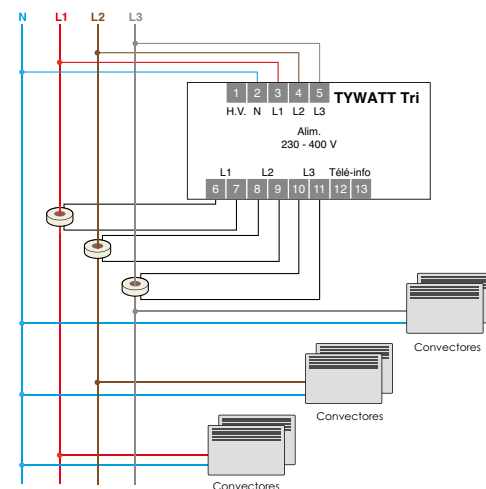 N L1 L2 L3
1 2 3 4 5 TYWATT Tri
H.V. N L1 L2 L3
Alim.
230 - 400 V
L1 L2 L3 Télé-info
6 7 8 9 10 11 12 13
Convectores
Convectores
Convectores